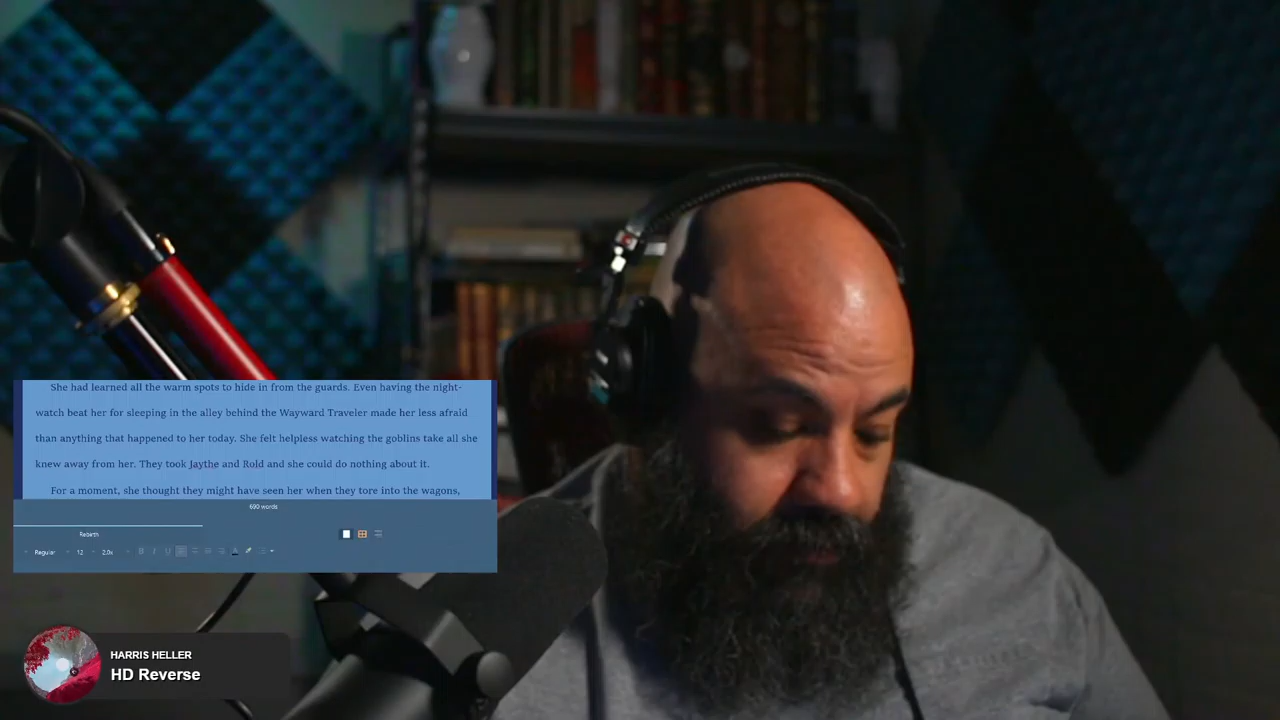 She had learned all the warm spots to hide in from the guards. Even having the night-
watch beat her for sleeping in the alley behind the Wayward Traveler made her less afraid
than anything that happened to her today. She felt helpless watching the goblins take all she
knew away from her. They took Jaythe and Rold and she could do nothing about it.
For a moment, she thought they might have seen her when they tore into the wagons,
690 words
Rebirth
Regular 12 2.0x B I U A
HARRIS HELLER
HD Reverse